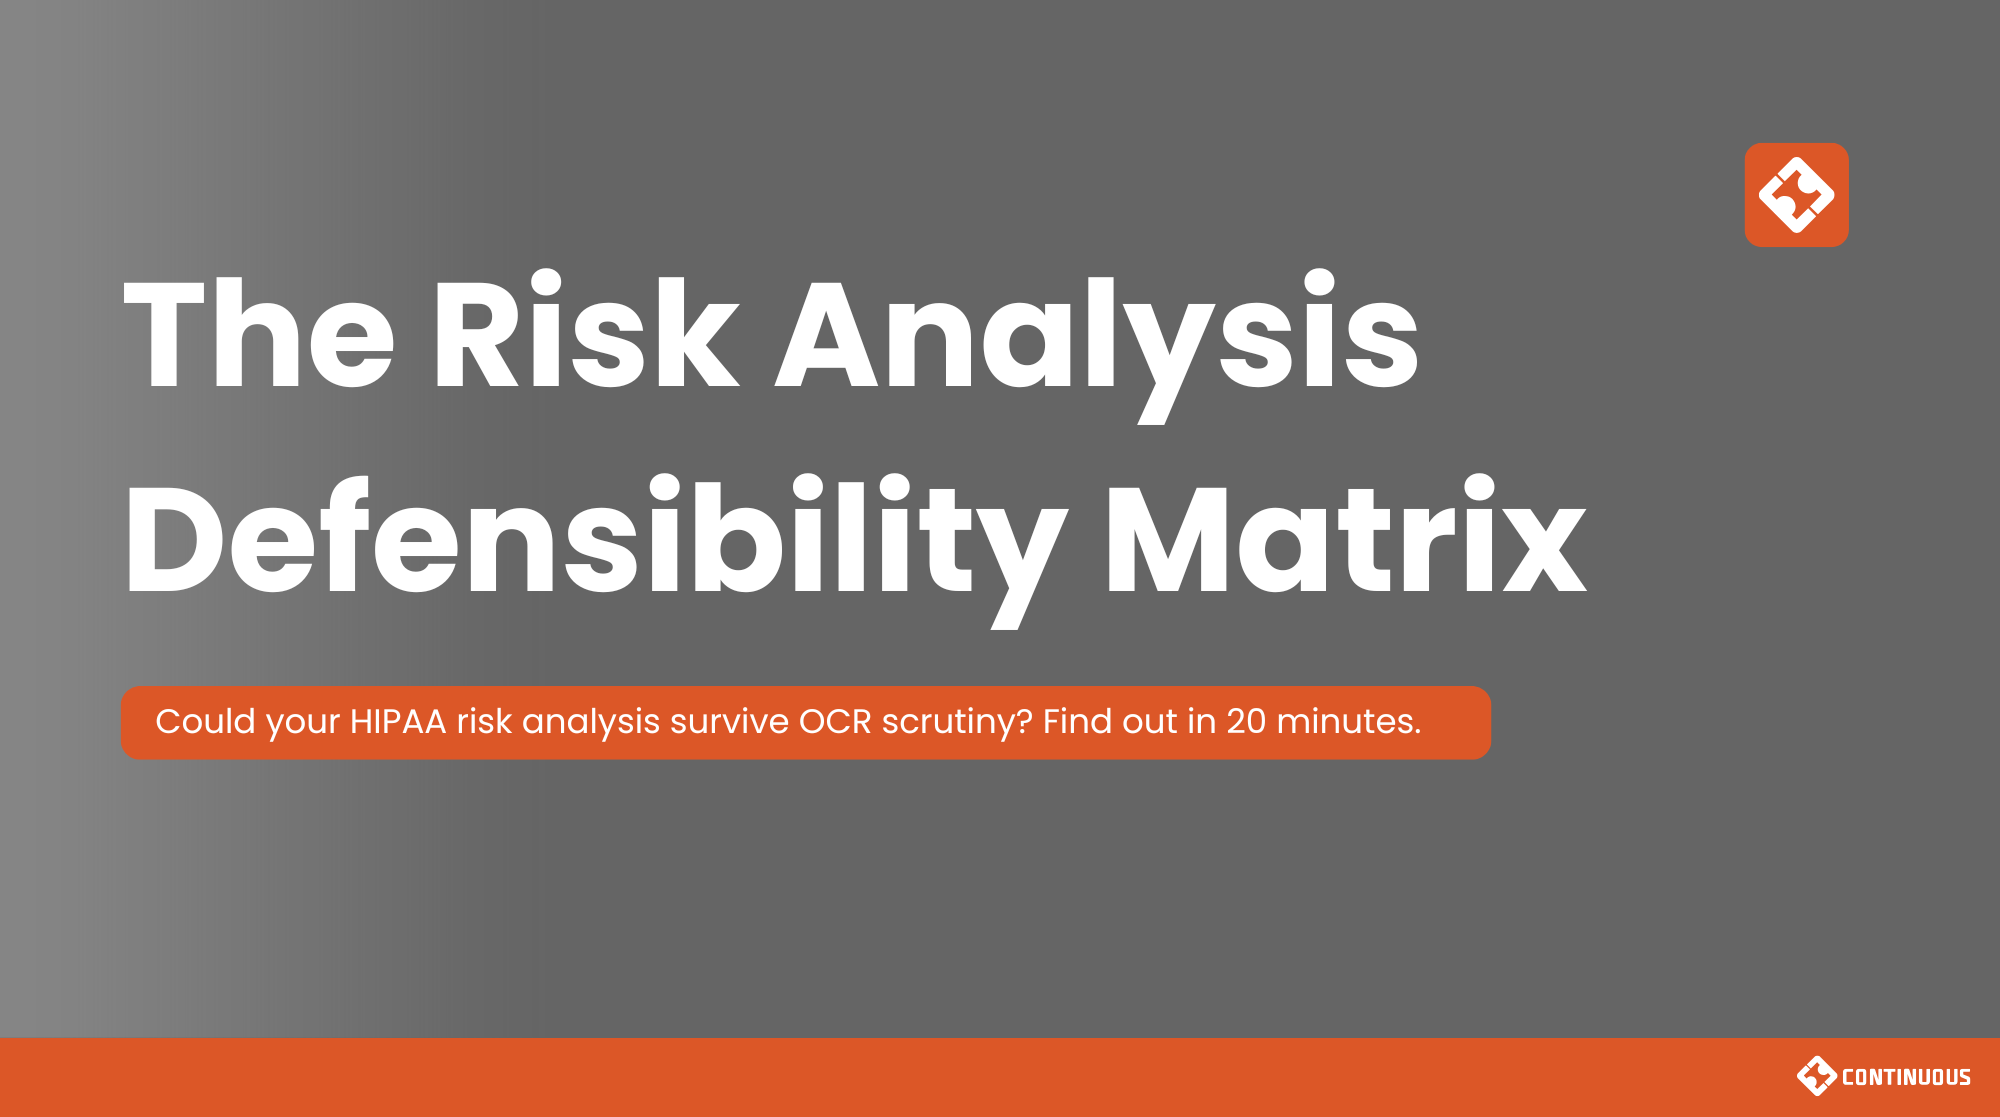 The Risk Analysis
Defensibility Matrix
Could your HIPAA risk analysis survive OCR scrutiny? Find out in 20 minutes.
CONTINUOUS